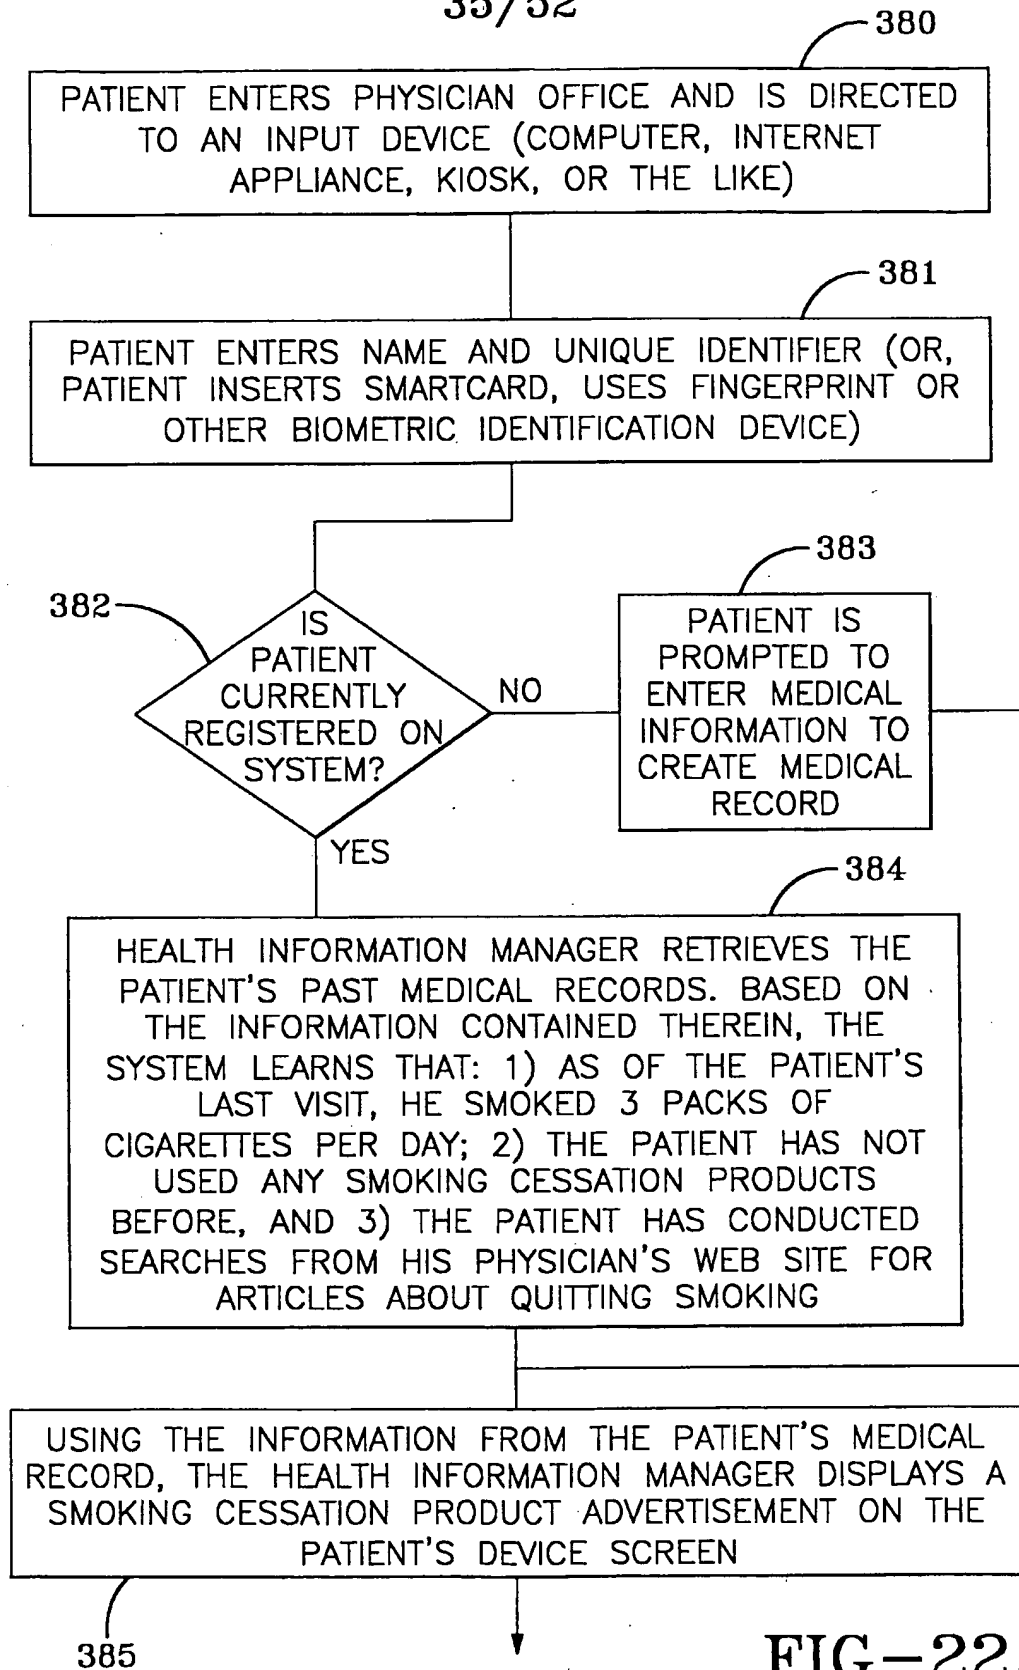 35/52
380
PATIENT ENTERS PHYSICIAN OFFICE AND IS DIRECTED
TO AN INPUT DEVICE (COMPUTER, INTERNET
APPLIANCE, KIOSK, OR THE LIKE)
381
PATIENT ENTERS NAME AND UNIQUE IDENTIFIER (OR,
PATIENT INSERTS SMARTCARD, USES FINGERPRINT OR
OTHER BIOMETRIC IDENTIFICATION DEVICE)
382
IS
PATIENT
CURRENTLY
REGISTERED ON
SYSTEM?
NO
YES
383
PATIENT IS
PROMPTED TO
ENTER MEDICAL
INFORMATION TO
CREATE MEDICAL
RECORD
384
HEALTH INFORMATION MANAGER RETRIEVES THE
PATIENT'S PAST MEDICAL RECORDS. BASED ON
THE INFORMATION CONTAINED THEREIN, THE
SYSTEM LEARNS THAT: 1) AS OF THE PATIENT'S
LAST VISIT, HE SMOKED 3 PACKS OF
CIGARETTES PER DAY; 2) THE PATIENT HAS NOT
USED ANY SMOKING CESSATION PRODUCTS
BEFORE, AND 3) THE PATIENT HAS CONDUCTED
SEARCHES FROM HIS PHYSICIAN'S WEB SITE FOR
ARTICLES ABOUT QUITTING SMOKING
USING THE INFORMATION FROM THE PATIENT'S MEDICAL
RECORD, THE HEALTH INFORMATION MANAGER DISPLAYS A
SMOKING CESSATION PRODUCT ADVERTISEMENT ON THE
PATIENT'S DEVICE SCREEN
385
FIG-22